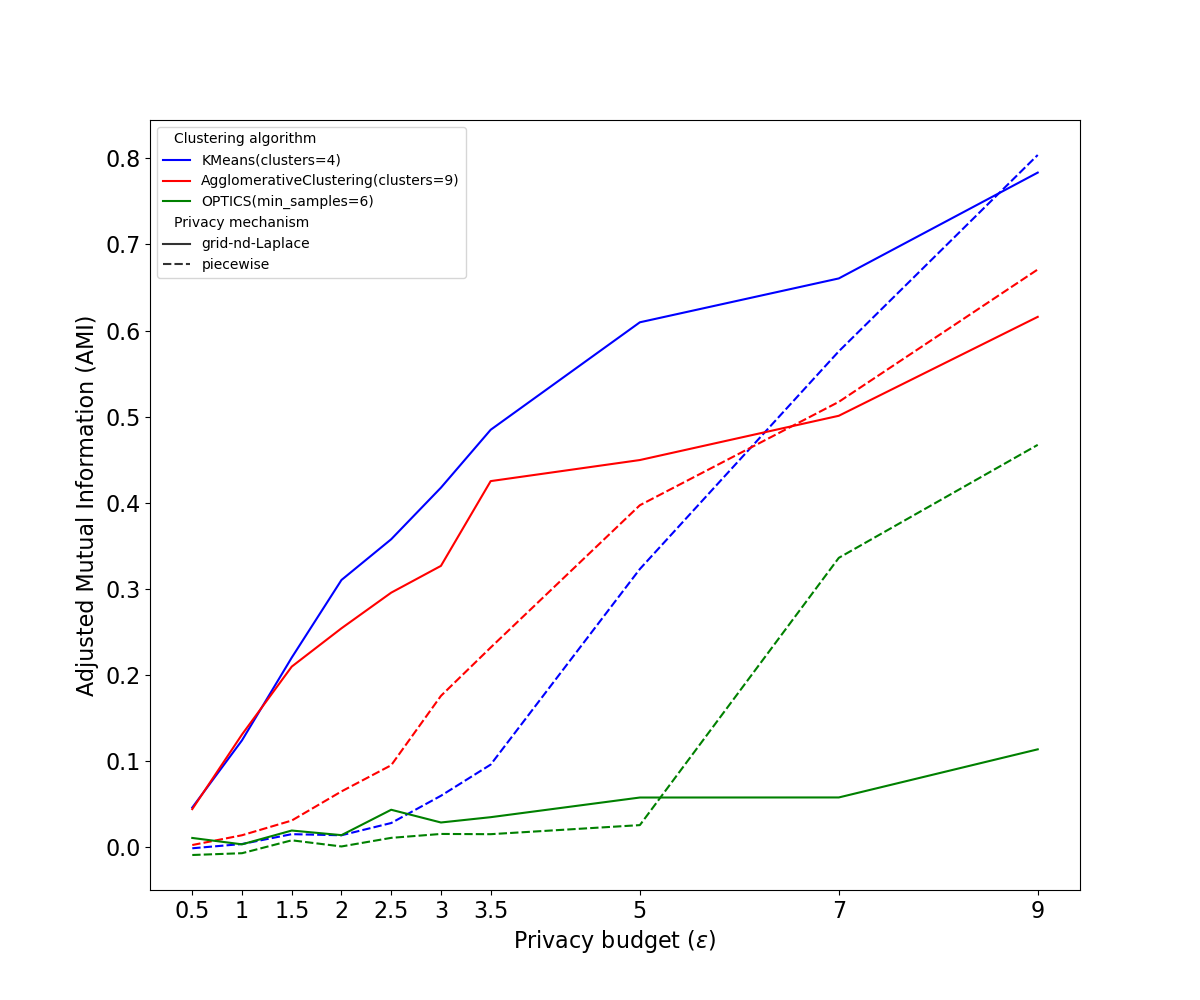 Clustering algorithm
KMeans(clusters=4)
AgglomerativeClustering(clusters=9)
OPTICS(min_samples=6)
Privacy mechanism
grid-nd-Laplace
piecewise
Adjusted Mutual Information (AMI)
0.8
0.7
0.6
0.5
0.4
0.3
0.2
0.1
0.0
0.5 1 1.5 2 2.5 3 3.5 5 7 9
Privacy budget (ε)